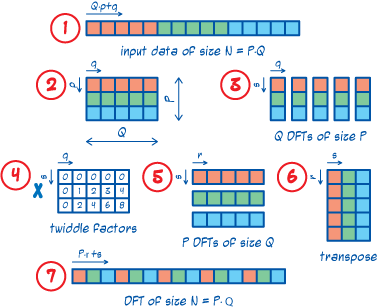 Q·p+q
1
input data of size N = P·Q
2
q
p
P
Q
3
q
p
Q DFTs of size P
4
q
s
X
0 0 0 0 0
0 1 2 3 4
0 2 4 6 8
twiddle factors
5
r
s
P DFTs of size Q
6
s
r
transpose
7
P·r+s
DFT of size N = P·Q